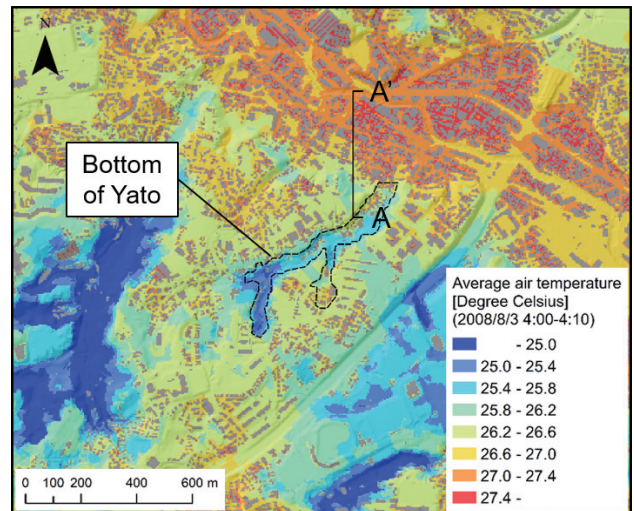 N
A'
Bottom
of Yato
A
Average air temperature
[Degree Celsius]
(2008/8/3 4:00-4:10)
- 25.0
25.0 - 25.4
25.4 - 25.8
25.8 - 26.2
26.2 - 26.6
26.6 - 27.0
27.0 - 27.4
27.4 -
0 100 200 400 600 m